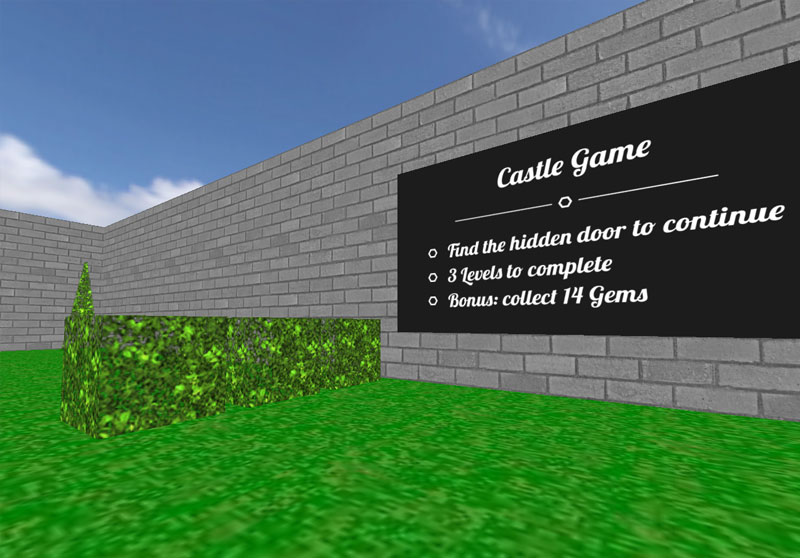 Castle Game
Find the hidden door to continue
3 Levels to complete
Bonus: collect 14 Gems